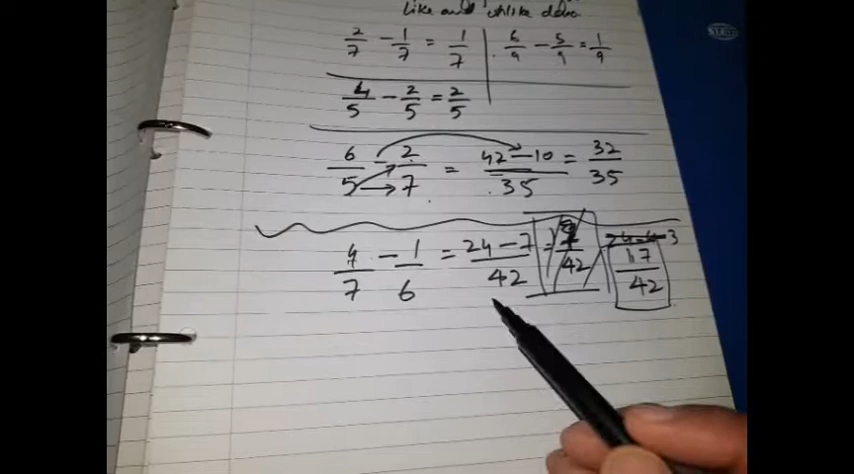 Like and unlike
2/7 - 1/7 = 1/7 6/9 - 5/9 = 1/9
4/5 - 2/5 = 2/5
6/5 - 2/7 = 42-10/35 = 32/35
4/7 - 1/6 = 24-7/42 = 17/42